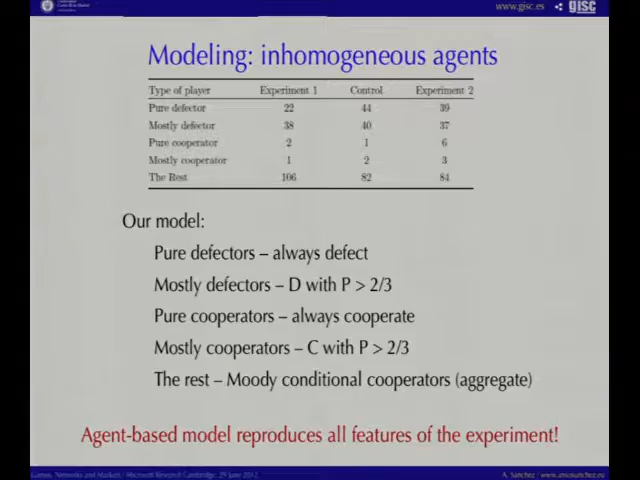 www.gisc.es gisc
Modeling: inhomogeneous agents
Type of player Experiment 1 Control Experiment 2
Pure defector 22 44 39
Mostly defector 38 40 37
Pure cooperator 2 1 6
Mostly cooperator 1 2 3
The Rest 106 82 84
Our model:
Pure defectors – always defect
Mostly defectors – D with P > 2/3
Pure cooperators – always cooperate
Mostly cooperators – C with P > 2/3
The rest – Moody conditional cooperators (aggregate)
Agent-based model reproduces all features of the experiment!
Games, Networks and Markets / Microsoft Research Cambridge, 29 June 2012
A. Sánchez / www.anxosanchez.eu